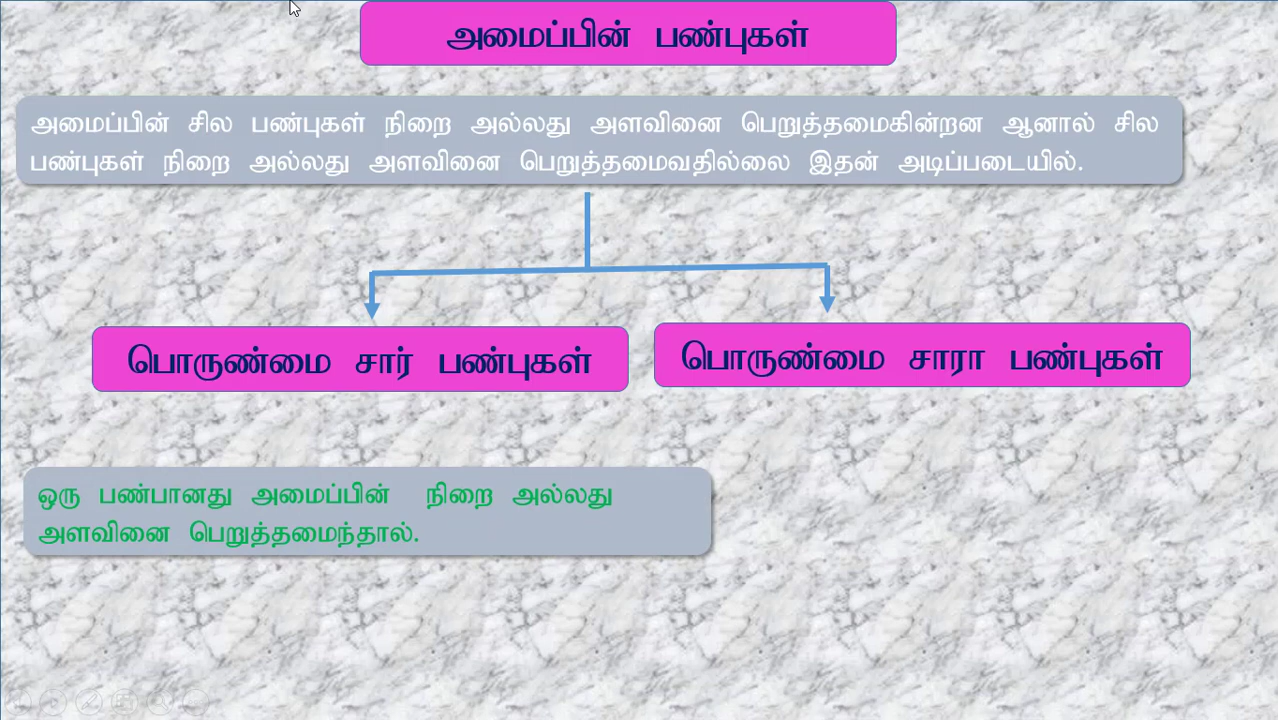 அமைப்பின் பண்புகள்
அமைப்பின் சில பண்புகள் நிறை அல்லது அளவினை பெறுத்தமைகின்றன ஆனால் சில
பண்புகள் நிறை அல்லது அளவினை பெறுத்தமைவதில்லை இதன் அடிப்படையில்.
பொருண்மை சார் பண்புகள்
பொருண்மை சாரா பண்புகள்
ஒரு பண்பானது அமைப்பின் நிறை அல்லது
அளவினை பெறுத்தமைந்தால்.